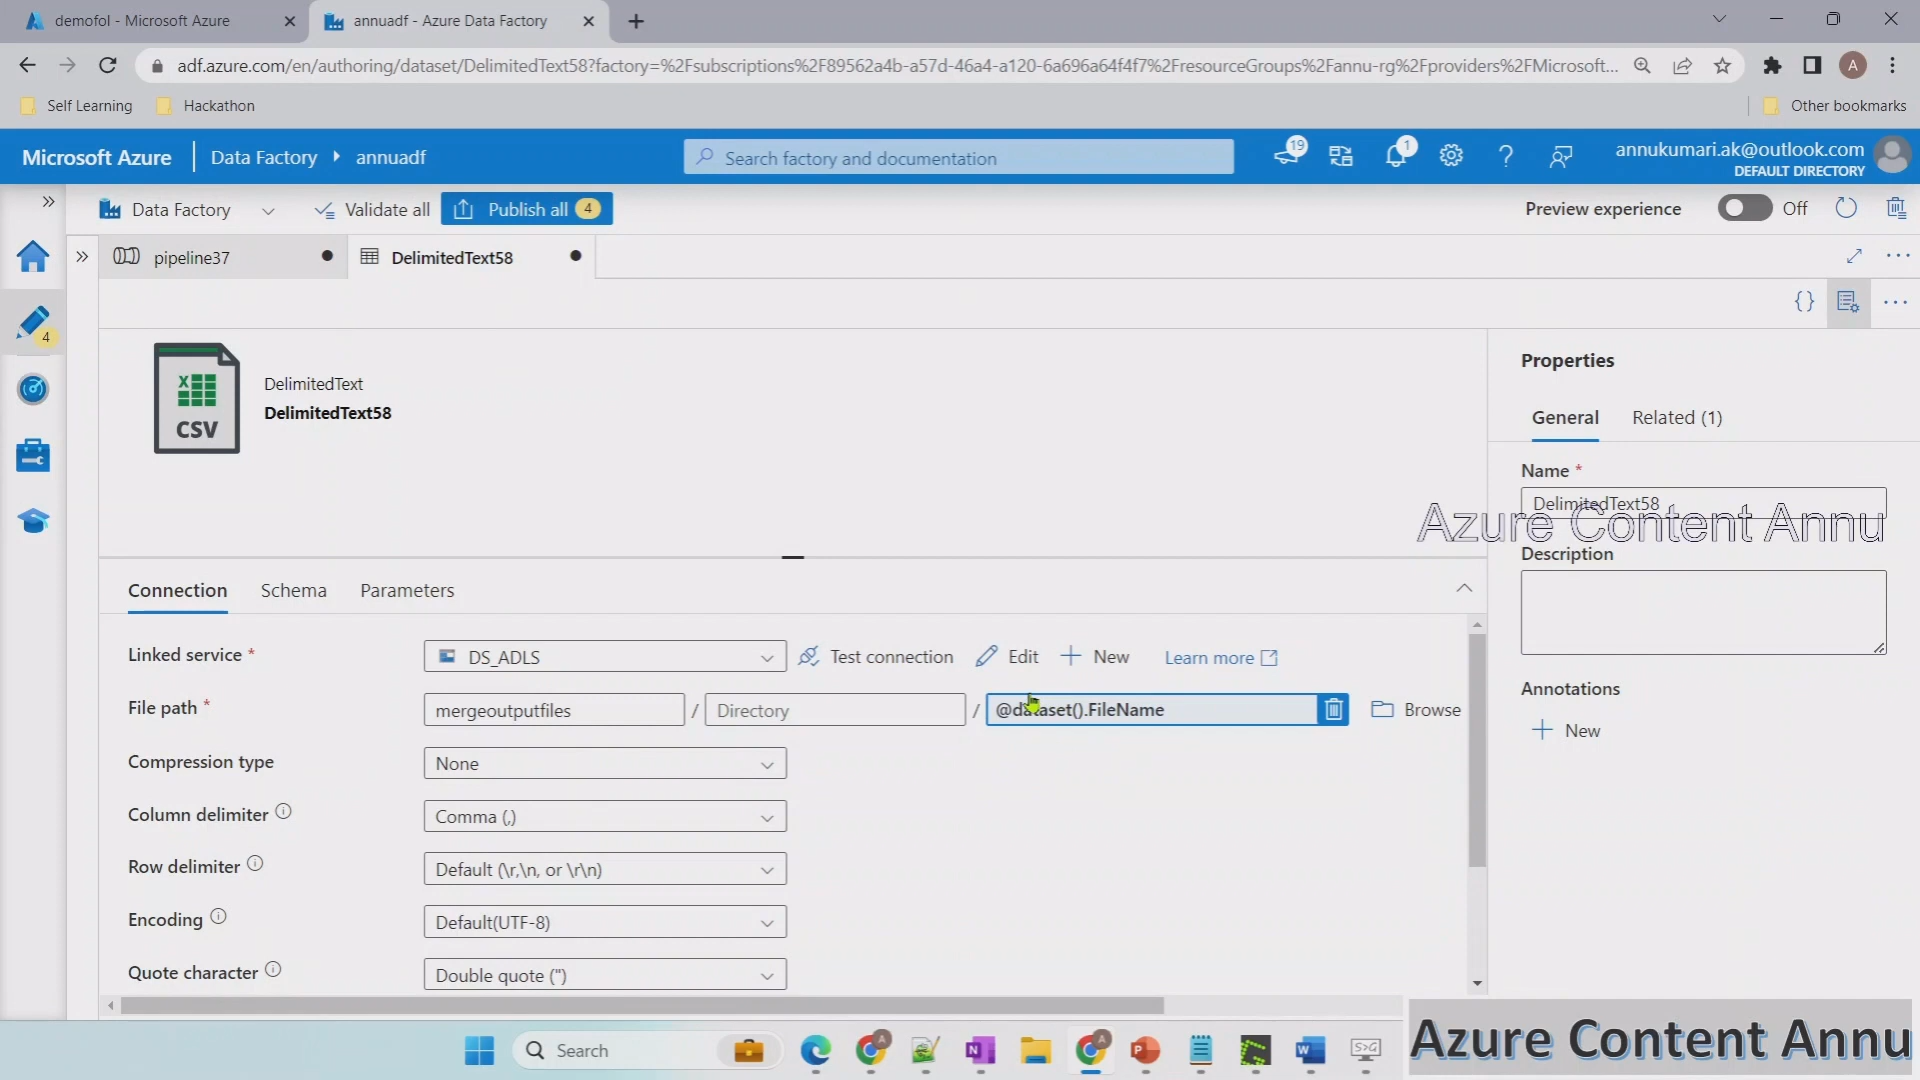 demofol - Microsoft Azure
annuadf - Azure Data Factory
adf.azure.com/en/authoring/dataset/DelimitedText58?factory=%2Fsubscriptions%2F89562a4b-a57d-46a4-a120-6a696a64f4f7%2FresourceGroups%2Fannu-rg%2Fproviders%2FMicrosoft...
A
Self Learning
Hackathon
Other bookmarks
Microsoft Azure
Data Factory
annuadf
Search factory and documentation
19
1
annukumari.ak@outlook.com
DEFAULT DIRECTORY
Data Factory
Validate all
Publish all 4
Preview experience
Off
pipeline37
DelimitedText58
4
CSV
DelimitedText
DelimitedText58
Properties
General
Related (1)
Name *
DelimitedText58
Azure Content Annu
Description
Annotations
New
Connection
Schema
Parameters
Linked service *
DS_ADLS
Test connection
Edit
New
Learn more
File path *
mergeoutputfiles
/
Directory
/
@dataset().FileName
Browse
Compression type
None
Column delimiter
Comma (,)
Row delimiter
Default (\r,\n, or \r\n)
Encoding
Default(UTF-8)
Quote character
Double quote (")
Search
Azure Content Annu